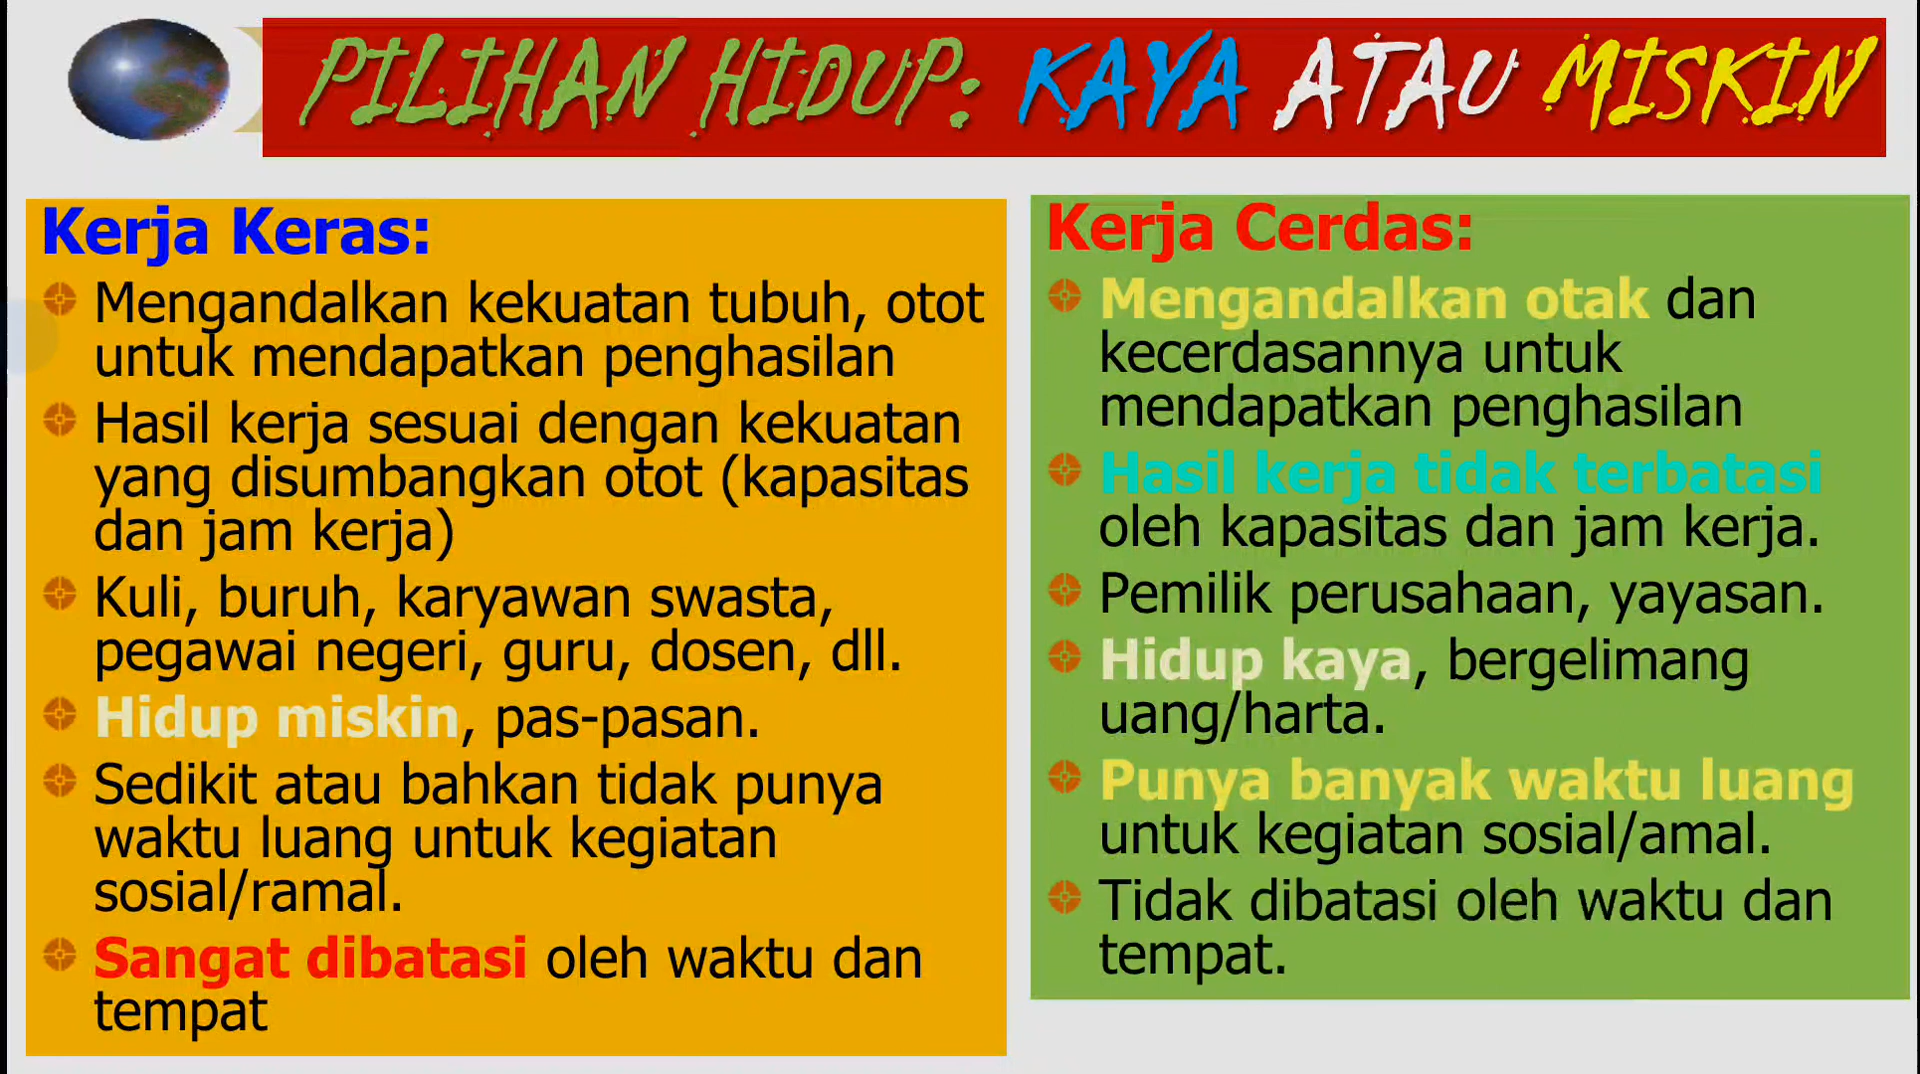 PILIHAN HIDUP: KAYA ATAU MISKIN
Kerja Keras:
Mengandalkan kekuatan tubuh, otot
untuk mendapatkan penghasilan
Hasil kerja sesuai dengan kekuatan
yang disumbangkan otot (kapasitas
dan jam kerja)
Kuli, buruh, karyawan swasta,
pegawai negeri, guru, dosen, dll.
Hidup miskin, pas-pasan.
Sedikit atau bahkan tidak punya
waktu luang untuk kegiatan
sosial/ramal.
Sangat dibatasi oleh waktu dan
tempat
Kerja Cerdas:
Mengandalkan otak dan
kecerdasannya untuk
mendapatkan penghasilan
Hasil kerja tidak terbatasi
oleh kapasitas dan jam kerja.
Pemilik perusahaan, yayasan.
Hidup kaya, bergelimang
uang/harta.
Punya banyak waktu luang
untuk kegiatan sosial/amal.
Tidak dibatasi oleh waktu dan
tempat.